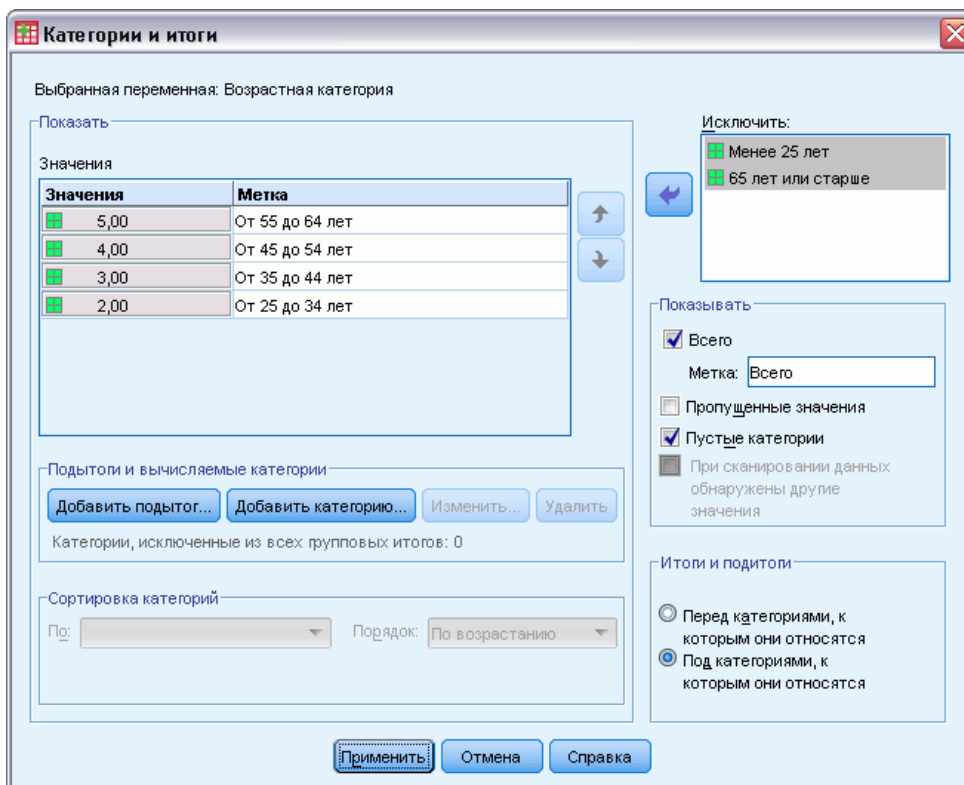 Категории и итоги
Выбранная переменная: Возрастная категория
Показать
Значения
Значения Метка
5,00 От 55 до 64 лет
4,00 От 45 до 54 лет
3,00 От 35 до 44 лет
2,00 От 25 до 34 лет
Подытоги и вычисляемые категории
Добавить подытог... Добавить категорию... Изменить... Удалить
Категории, исключенные из всех групповых итогов: 0
Сортировка категорий
По: Порядок: По возрастанию
Исключить:
Менее 25 лет
65 лет или старше
Показывать
Всего
Метка: Всего
Пропущенные значения
Пустые категории
При сканировании данных
обнаружены другие
значения
Итоги и подитоги
Перед категориями, к
которым они относятся
Под категориями, к
которым они относятся
Применить Отмена Справка